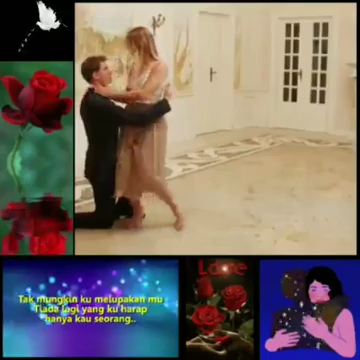 Love
Tak mungkin ku melupakan mu
Tiada lagi yang ku harap
hanya kau seorang..